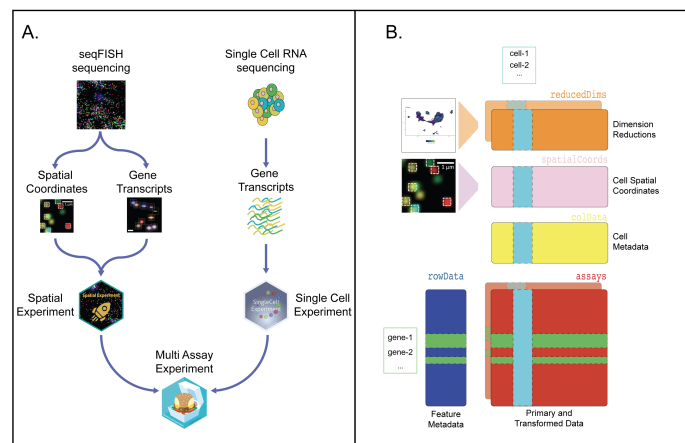 A.
seqFISH
sequencing
Single Cell RNA
sequencing
Spatial
Coordinates
Gene
Transcripts
Gene
Transcripts
Spatial Experiment
SingleCell
Experiment
Spatial
Experiment
Single Cell
Experiment
Multi Assay
Experiment
B.
cell-1
cell-2
...
reducedDims
Dimension
Reductions
1 μm
spatialCoords
Cell Spatial
Coordinates
colData
Cell
Metadata
rowData
assays
gene-1
gene-2
...
Feature
Metadata
Primary and
Transformed Data